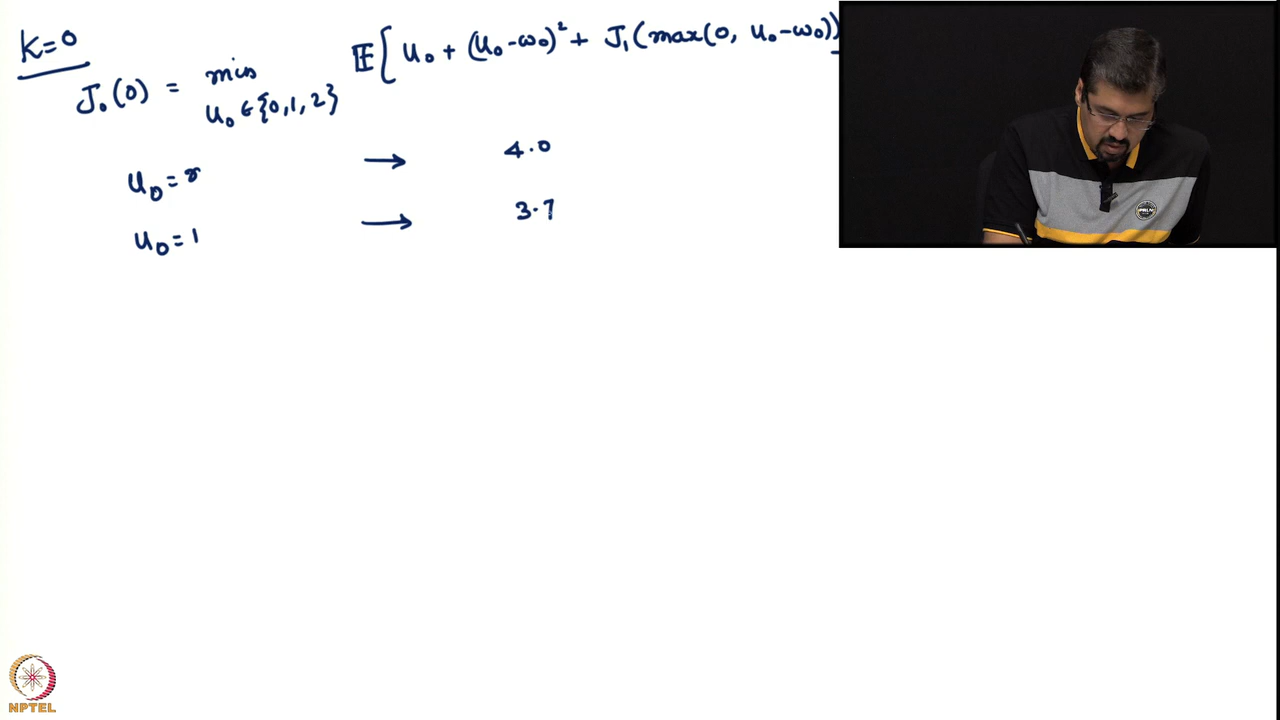 K=0
J₀(0) = min 𝔼[ u₀ + (u₀-ω₀)² + J₁(max(0, u₀-ω₀))
u₀ ∈ {0,1,2}
u₀ = 0 → 4.0
u₀ = 1 → 3.7
NPTEL